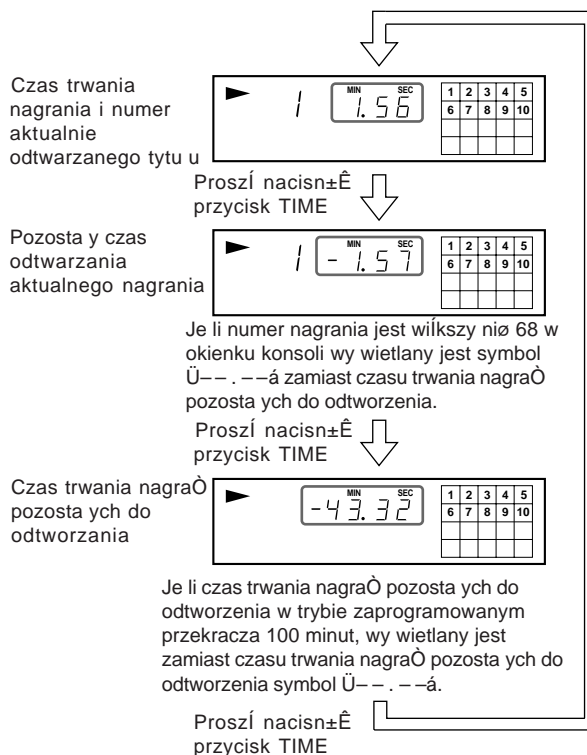 Czas trwania
nagrania i numer
aktualnie
odtwarzanego tytu u
1 MIN SEC 1.56
1 2 3 4 5
6 7 8 9 10
ProszÍ nacisn±Ê
przycisk TIME
Pozosta y czas
odtwarzania
aktualnego nagrania
1 MIN SEC - 1.57
1 2 3 4 5
6 7 8 9 10
Je li numer nagrania jest wiÍkszy niø 68 w
okienku konsoli wy wietlany jest symbol
Ü–– . ––á zamiast czasu trwania nagraÒ
pozosta ych do odtworzenia.
ProszÍ nacisn±Ê
przycisk TIME
Czas trwania nagraÒ
pozosta ych do
odtworzania
MIN SEC -43.32
1 2 3 4 5
6 7 8 9 10
Je li czas trwania nagraÒ pozosta ych do
odtworzenia w trybie zaprogramowanym
przekracza 100 minut, wy wietlany jest
zamiast czasu trwania nagraÒ pozosta ych do
odtworzenia symbol Ü–– . ––á.
ProszÍ nacisn±Ê
przycisk TIME